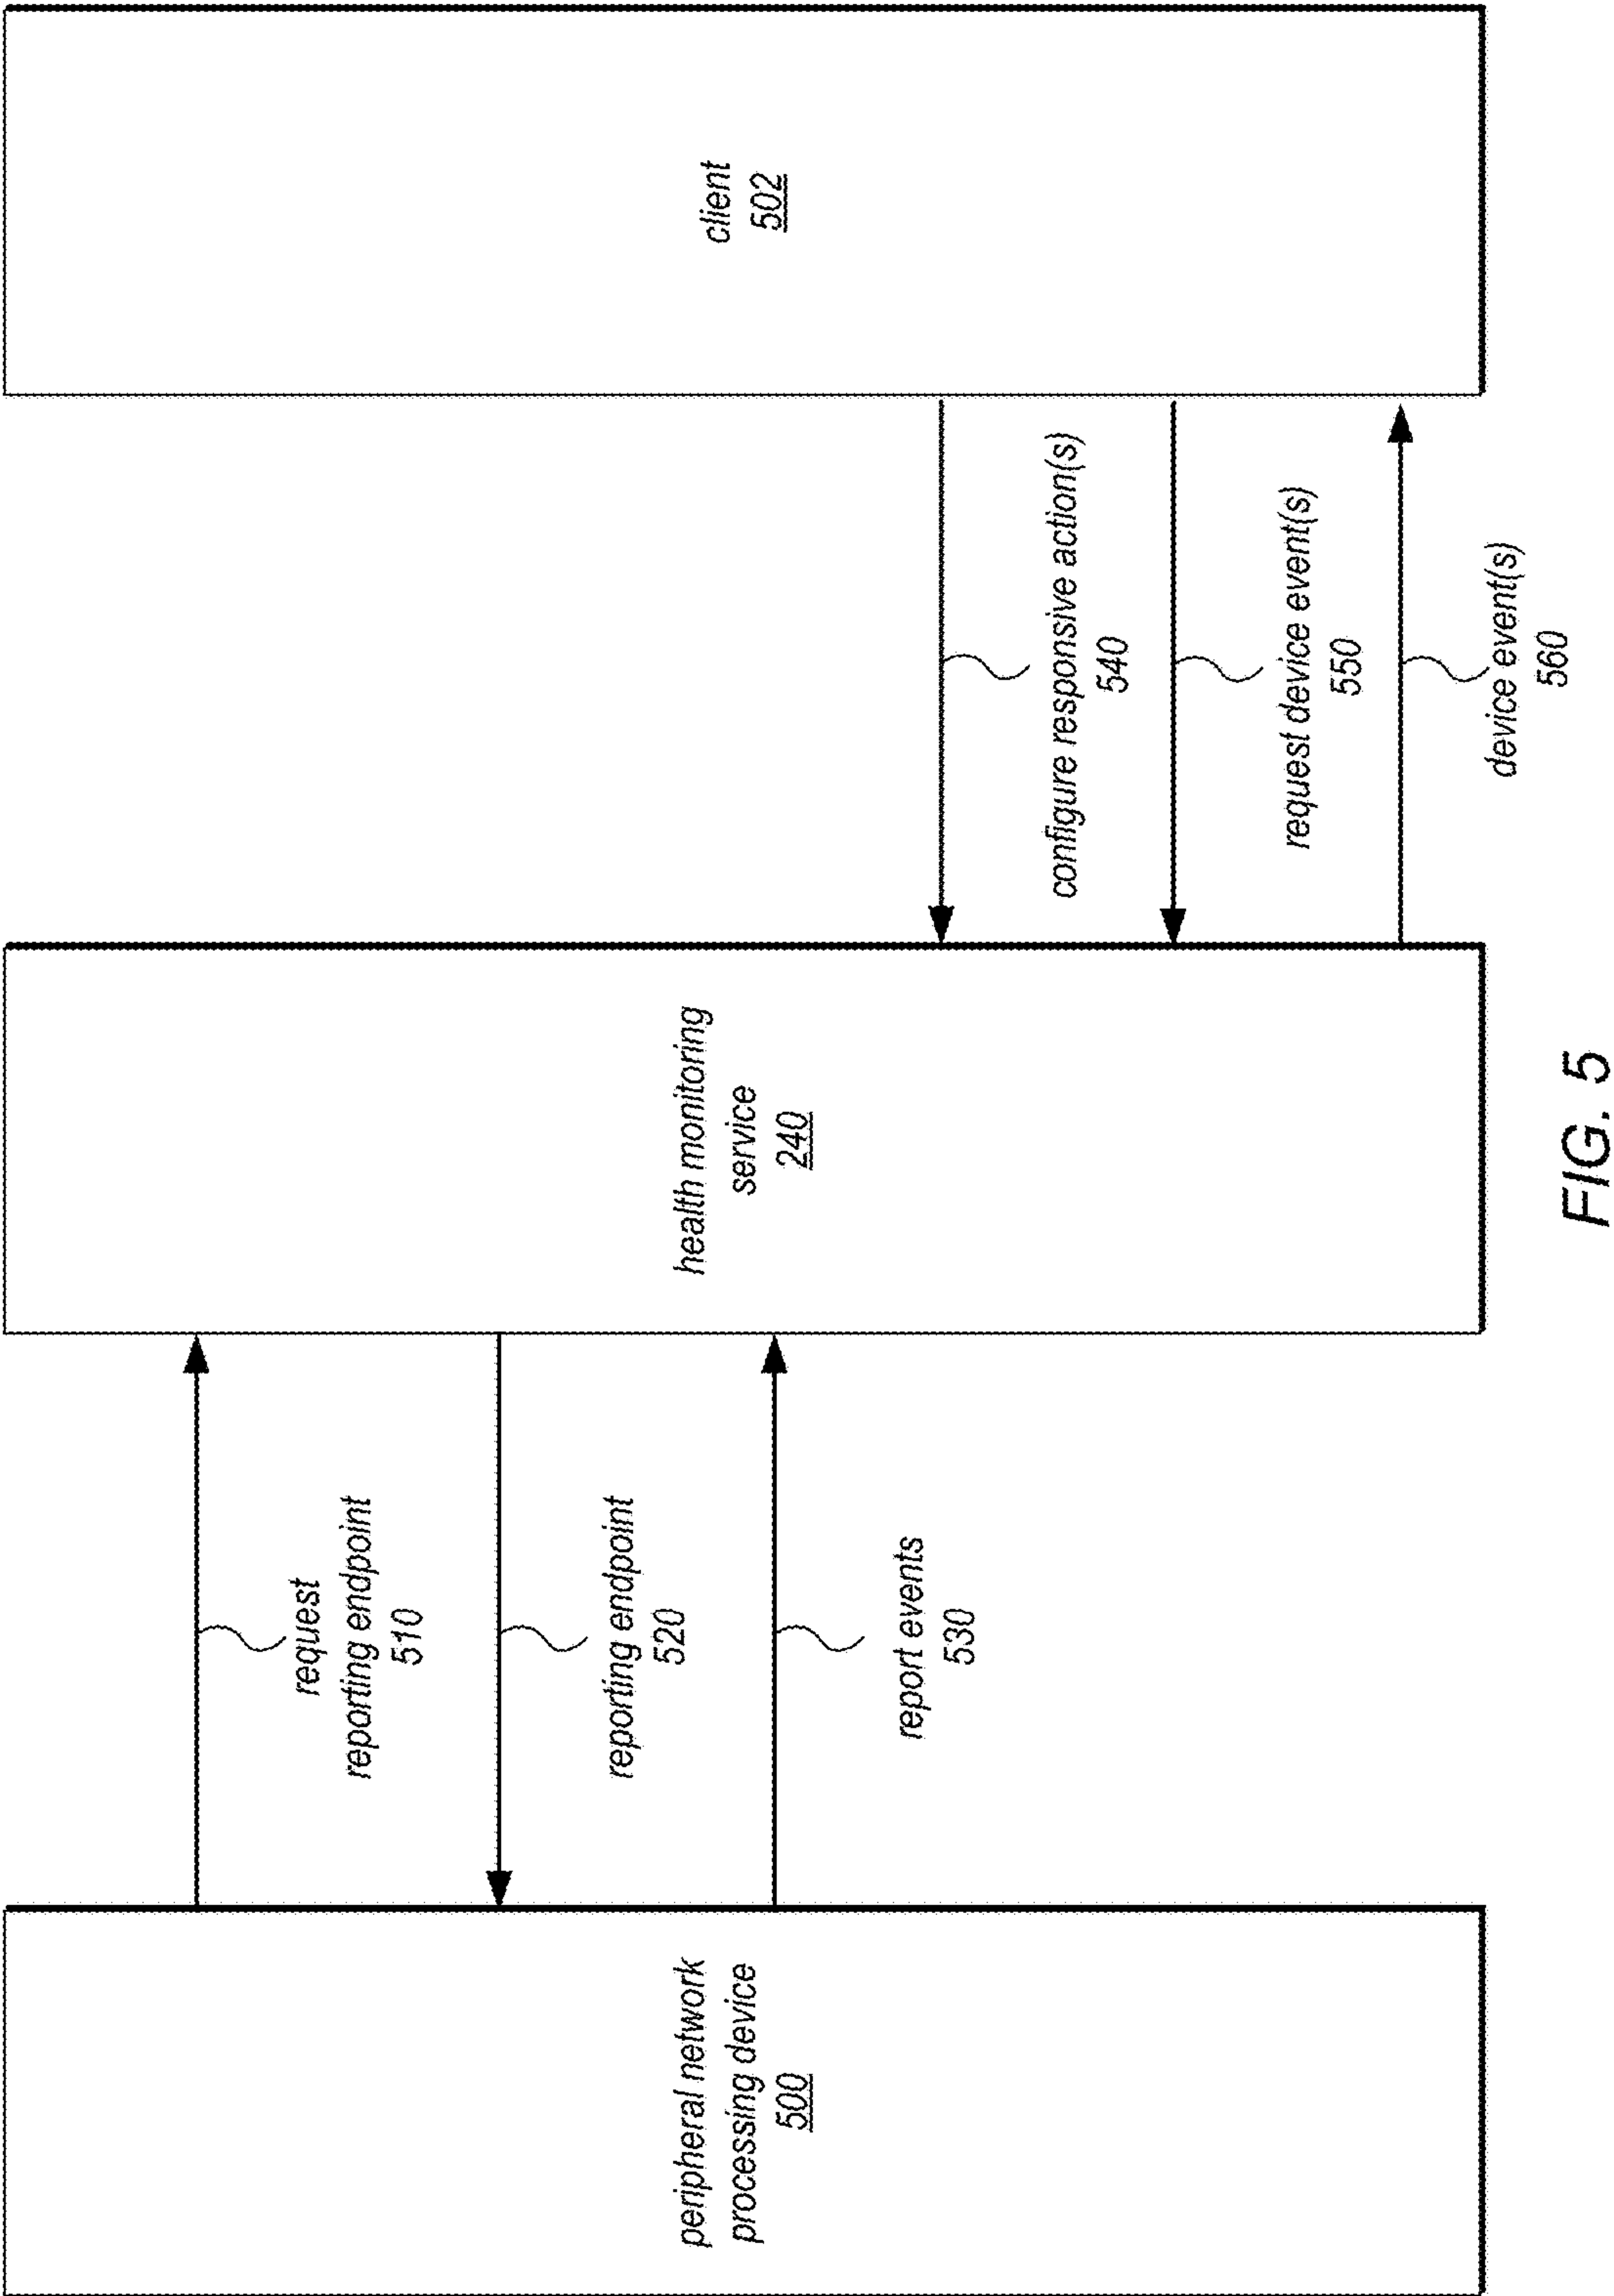 peripheral network
processing device
500
request
reporting endpoint
510
reporting endpoint
520
report events
530
health monitoring
service
240
configure responsive action(s)
540
request device event(s)
550
device event(s)
560
client
502
FIG. 5